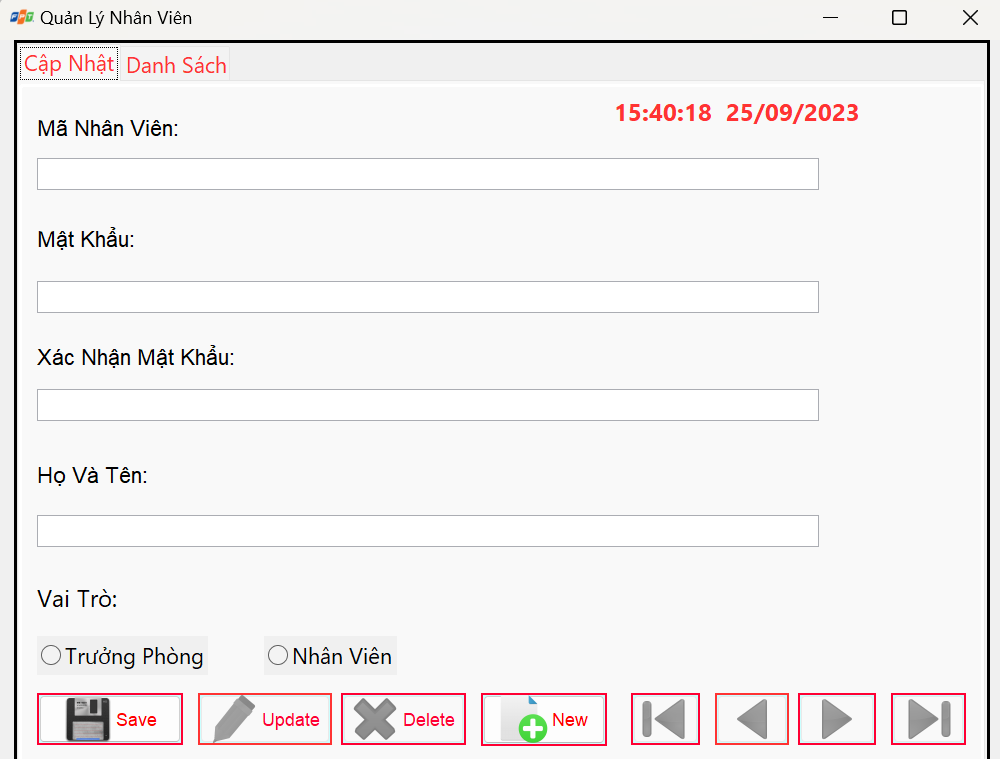 FPT Quản Lý Nhân Viên
Cập Nhật Danh Sách
15:40:18 25/09/2023
Mã Nhân Viên:
Mật Khẩu:
Xác Nhận Mật Khẩu:
Họ Và Tên:
Vai Trò:
Trưởng Phòng Nhân Viên
Save Update Delete New